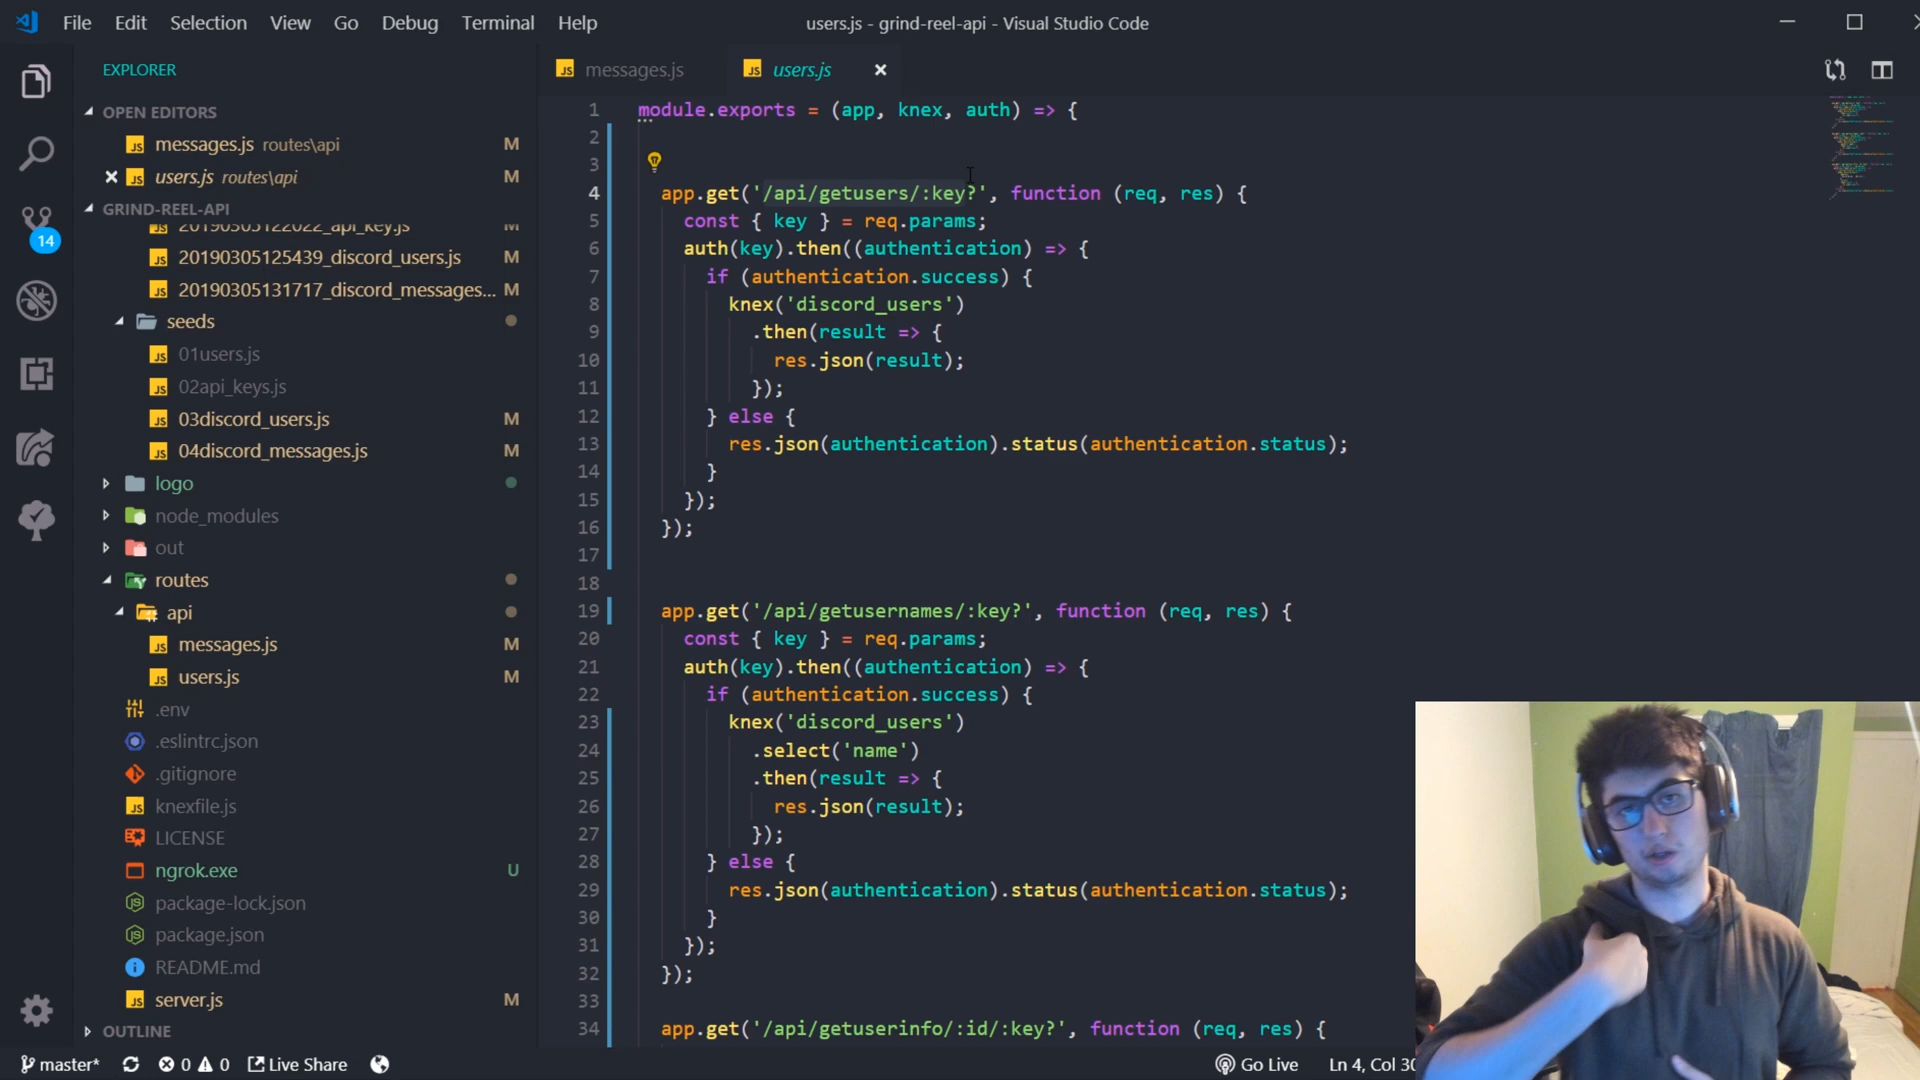 File Edit Selection View Go Debug Terminal Help
users.js - grind-reel-api - Visual Studio Code
EXPLORER
OPEN EDITORS
messages.js routes\api M
users.js routes\api M
GRIND-REEL-API
20190305122022_api_key.js M
20190305125439_discord_users.js M
20190305131717_discord_messages... M
seeds
01users.js
02api_keys.js
03discord_users.js M
04discord_messages.js M
logo
node_modules
out
routes
api
messages.js M
users.js M
.env
.eslintrc.json
.gitignore
knexfile.js
LICENSE
ngrok.exe U
package-lock.json
package.json
README.md
server.js M
OUTLINE
14
messages.js users.js
1 module.exports = (app, knex, auth) => {
2
3
4 app.get('/api/getusers/:key?', function (req, res) {
5 const { key } = req.params;
6 auth(key).then((authentication) => {
7 if (authentication.success) {
8 knex('discord_users')
9 .then(result => {
10 res.json(result);
11 });
12 } else {
13 res.json(authentication).status(authentication.status);
14 }
15 });
16 });
17
18
19 app.get('/api/getusernames/:key?', function (req, res) {
20 const { key } = req.params;
21 auth(key).then((authentication) => {
22 if (authentication.success) {
23 knex('discord_users')
24 .select('name')
25 .then(result => {
26 res.json(result);
27 });
28 } else {
29 res.json(authentication).status(authentication.status);
30 }
31 });
32 });
33
34 app.get('/api/getuserinfo/:id/:key?', function (req, res) {
master* 0 0 Live Share Go Live Ln 4, Col 30